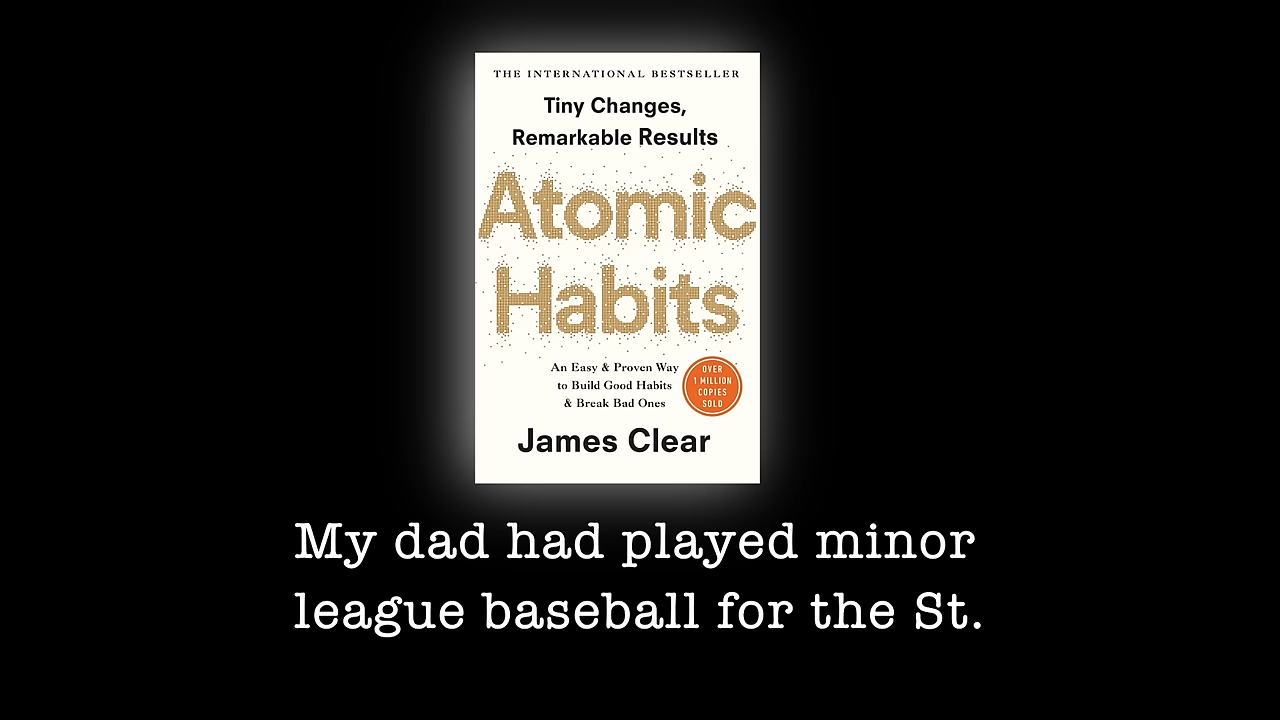 THE INTERNATIONAL BESTSELLER
Tiny Changes,
Remarkable Results
Atomic
Habits
An Easy & Proven Way
to Build Good Habits
& Break Bad Ones
OVER
1 MILLION
COPIES
SOLD
James Clear
My dad had played minor
league baseball for the St.